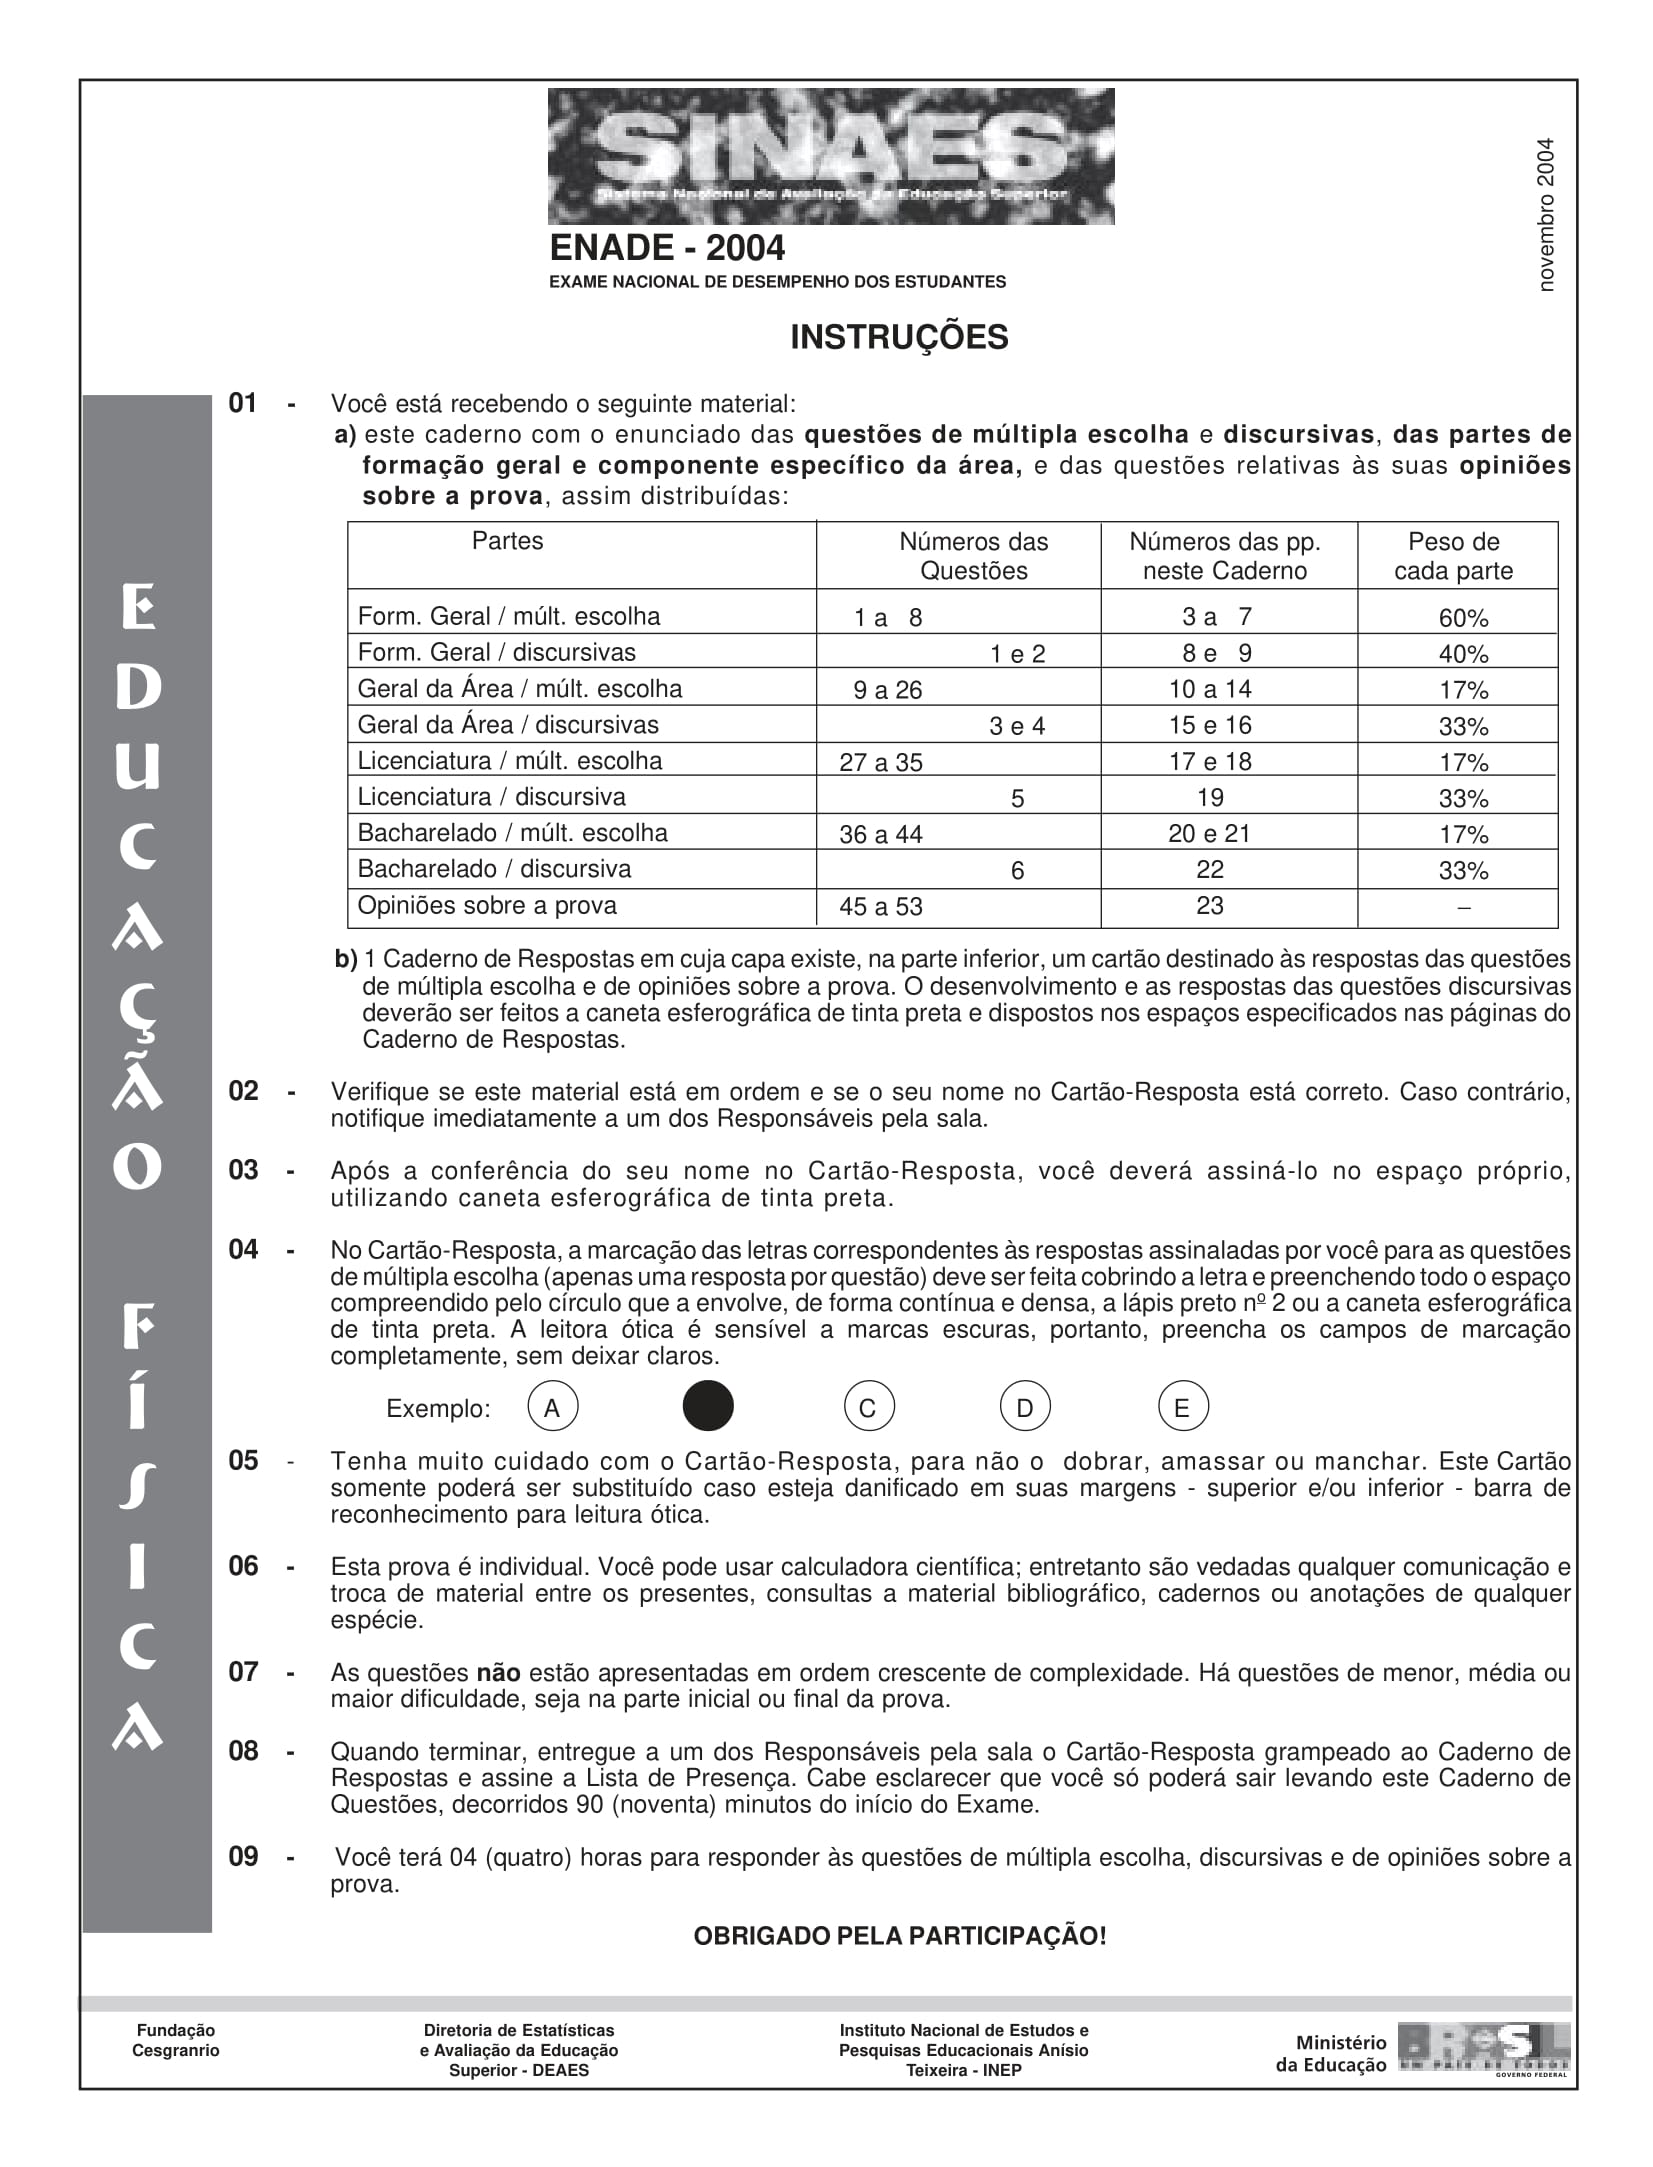 SINAES
Sistema Nacional de Avaliação da Educação Superior
novembro 2004
ENADE - 2004
EXAME NACIONAL DE DESEMPENHO DOS ESTUDANTES
INSTRUÇÕES
EDUCAÇÃO FÍSICA
01 - Você está recebendo o seguinte material:
a) este caderno com o enunciado das questões de múltipla escolha e discursivas, das partes de
formação geral e componente específico da área, e das questões relativas às suas opiniões
sobre a prova, assim distribuídas:
Partes Números das Questões Números das pp. neste Caderno Peso de cada parte
Form. Geral / múlt. escolha 1 a 8 3 a 7 60%
Form. Geral / discursivas 1 e 2 8 e 9 40%
Geral da Área / múlt. escolha 9 a 26 10 a 14 17%
Geral da Área / discursivas 3 e 4 15 e 16 33%
Licenciatura / múlt. escolha 27 a 35 17 e 18 17%
Licenciatura / discursiva 5 19 33%
Bacharelado / múlt. escolha 36 a 44 20 e 21 17%
Bacharelado / discursiva 6 22 33%
Opiniões sobre a prova 45 a 53 23 –
b) 1 Caderno de Respostas em cuja capa existe, na parte inferior, um cartão destinado às respostas das questões
de múltipla escolha e de opiniões sobre a prova. O desenvolvimento e as respostas das questões discursivas
deverão ser feitos a caneta esferográfica de tinta preta e dispostos nos espaços especificados nas páginas do
Caderno de Respostas.
02 - Verifique se este material está em ordem e se o seu nome no Cartão-Resposta está correto. Caso contrário,
notifique imediatamente a um dos Responsáveis pela sala.
03 - Após a conferência do seu nome no Cartão-Resposta, você deverá assiná-lo no espaço próprio,
utilizando caneta esferográfica de tinta preta.
04 - No Cartão-Resposta, a marcação das letras correspondentes às respostas assinaladas por você para as questões
de múltipla escolha (apenas uma resposta por questão) deve ser feita cobrindo a letra e preenchendo todo o espaço
compreendido pelo círculo que a envolve, de forma contínua e densa, a lápis preto nº 2 ou a caneta esferográfica
de tinta preta. A leitora ótica é sensível a marcas escuras, portanto, preencha os campos de marcação
completamente, sem deixar claros.
Exemplo: A C D E
05 - Tenha muito cuidado com o Cartão-Resposta, para não o dobrar, amassar ou manchar. Este Cartão
somente poderá ser substituído caso esteja danificado em suas margens - superior e/ou inferior - barra de
reconhecimento para leitura ótica.
06 - Esta prova é individual. Você pode usar calculadora científica; entretanto são vedadas qualquer comunicação e
troca de material entre os presentes, consultas a material bibliográfico, cadernos ou anotações de qualquer
espécie.
07 - As questões não estão apresentadas em ordem crescente de complexidade. Há questões de menor, média ou
maior dificuldade, seja na parte inicial ou final da prova.
08 - Quando terminar, entregue a um dos Responsáveis pela sala o Cartão-Resposta grampeado ao Caderno de
Respostas e assine a Lista de Presença. Cabe esclarecer que você só poderá sair levando este Caderno de
Questões, decorridos 90 (noventa) minutos do início do Exame.
09 - Você terá 04 (quatro) horas para responder às questões de múltipla escolha, discursivas e de opiniões sobre a
prova.
OBRIGADO PELA PARTICIPAÇÃO!
Fundação
Cesgranrio
Diretoria de Estatísticas
e Avaliação da Educação
Superior - DEAES
Instituto Nacional de Estudos e
Pesquisas Educacionais Anísio
Teixeira - INEP
Ministério
da Educação
BRASIL
UM PAÍS DE TODOS
GOVERNO FEDERAL